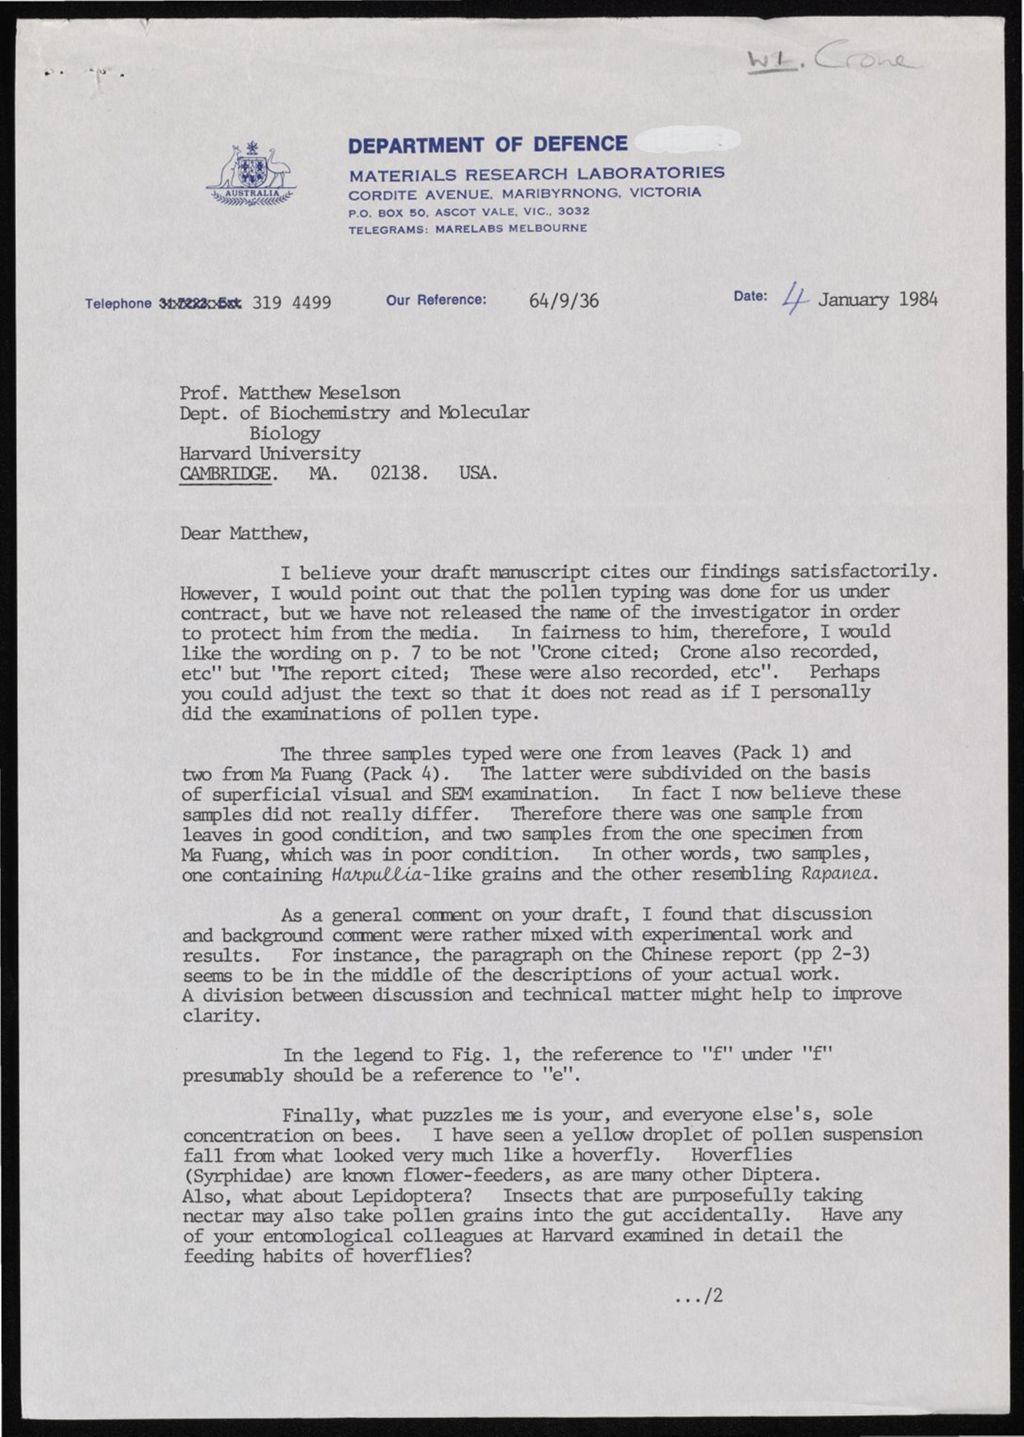 WL. Crone
DEPARTMENT OF DEFENCE
MATERIALS RESEARCH LABORATORIES
CORDITE AVENUE, MARIBYRNONG, VICTORIA
P.O. BOX 50, ASCOT VALE, VIC., 3032
TELEGRAMS: MARELABS MELBOURNE
AUSTRALIA
Telephone 319 4499 Our Reference: 64/9/36 Date: 4 January 1984
Prof. Matthew Meselson
Dept. of Biochemistry and Molecular
Biology
Harvard University
CAMBRIDGE. MA. 02138. USA.
Dear Matthew,
I believe your draft manuscript cites our findings satisfactorily.
However, I would point out that the pollen typing was done for us under
contract, but we have not released the name of the investigator in order
to protect him from the media. In fairness to him, therefore, I would
like the wording on p. 7 to be not "Crone cited; Crone also recorded,
etc" but "The report cited; These were also recorded, etc". Perhaps
you could adjust the text so that it does not read as if I personally
did the examinations of pollen type.
The three samples typed were one from leaves (Pack 1) and
two from Ma Fuang (Pack 4). The latter were subdivided on the basis
of superficial visual and SEM examination. In fact I now believe these
samples did not really differ. Therefore there was one sample from
leaves in good condition, and two samples from the one specimen from
Ma Fuang, which was in poor condition. In other words, two samples,
one containing Harpullia-like grains and the other resembling Rapanea.
As a general comment on your draft, I found that discussion
and background comment were rather mixed with experimental work and
results. For instance, the paragraph on the Chinese report (pp 2-3)
seems to be in the middle of the descriptions of your actual work.
A division between discussion and technical matter might help to improve
clarity.
In the legend to Fig. 1, the reference to "f" under "f"
presumably should be a reference to "e".
Finally, what puzzles me is your, and everyone else's, sole
concentration on bees. I have seen a yellow droplet of pollen suspension
fall from what looked very much like a hoverfly. Hoverflies
(Syrphidae) are known flower-feeders, as are many other Diptera.
Also, what about Lepidoptera? Insects that are purposefully taking
nectar may also take pollen grains into the gut accidentally. Have any
of your entomological colleagues at Harvard examined in detail the
feeding habits of hoverflies?
.../2